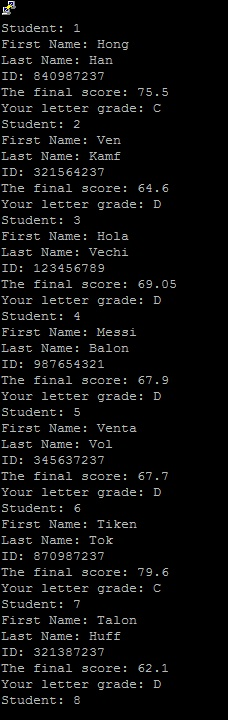 Student: 1
First Name: Hong
Last Name: Han
ID: 840987237
The final score: 75.5
Your letter grade: C
Student: 2
First Name: Ven
Last Name: Kamf
ID: 321564237
The final score: 64.6
Your letter grade: D
Student: 3
First Name: Hola
Last Name: Vechi
ID: 123456789
The final score: 69.05
Your letter grade: D
Student: 4
First Name: Messi
Last Name: Balon
ID: 987654321
The final score: 67.9
Your letter grade: D
Student: 5
First Name: Venta
Last Name: Vol
ID: 345637237
The final score: 67.7
Your letter grade: D
Student: 6
First Name: Tiken
Last Name: Tok
ID: 870987237
The final score: 79.6
Your letter grade: C
Student: 7
First Name: Talon
Last Name: Huff
ID: 321387237
The final score: 62.1
Your letter grade: D
Student: 8